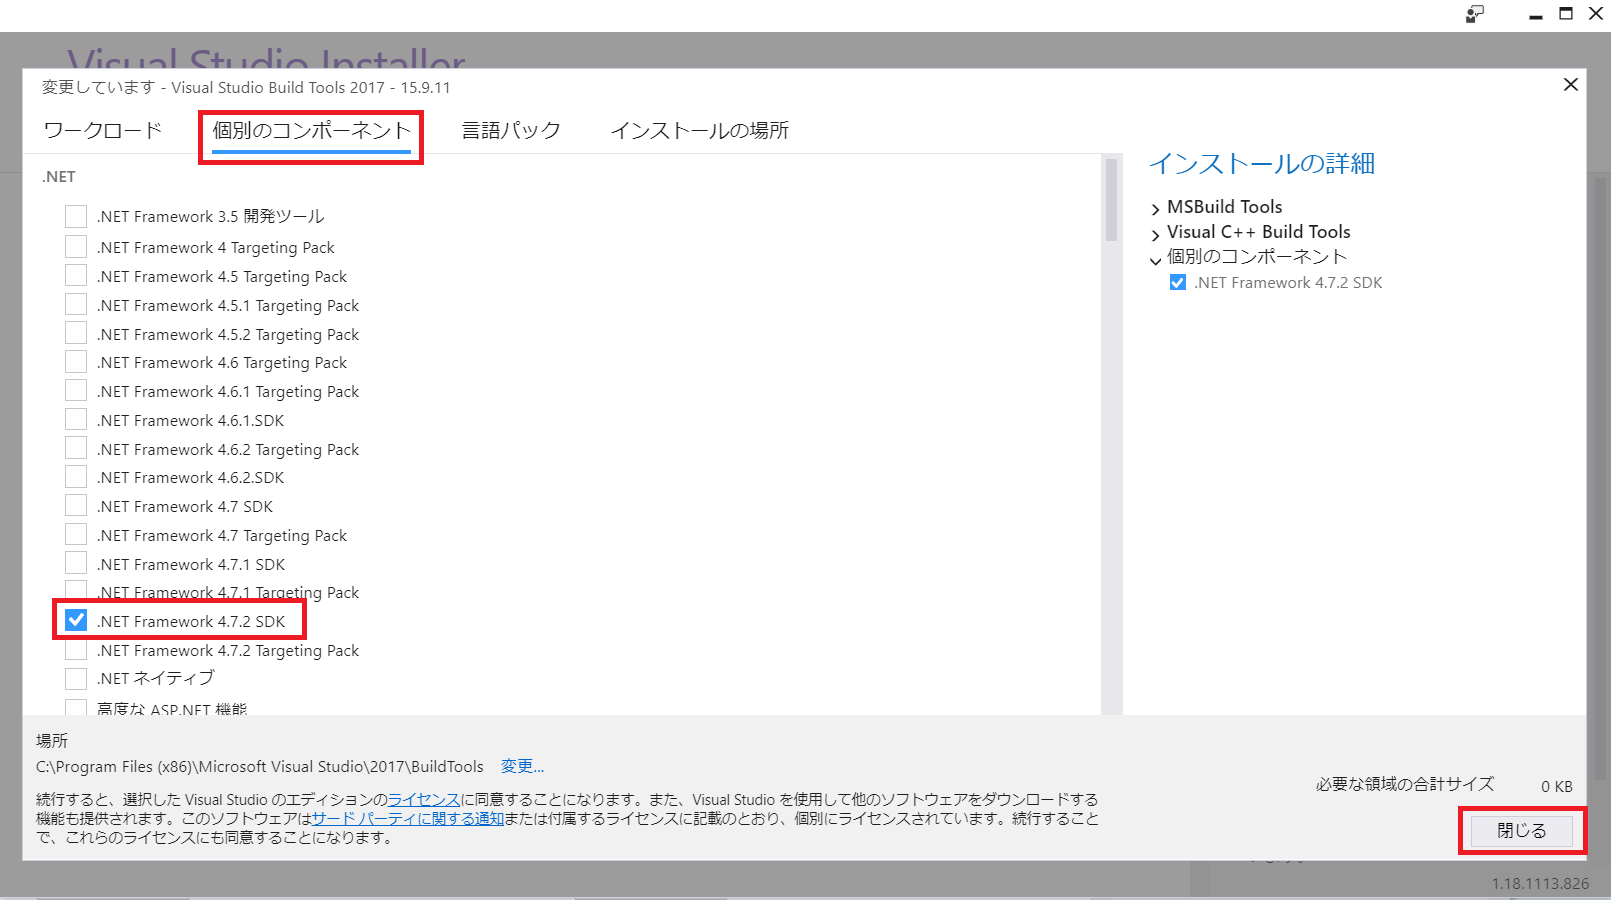 Visual Studio Installer
変更しています - Visual Studio Build Tools 2017 - 15.9.11
ワークロード
個別のコンポーネント
言語パック
インストールの場所
.NET
.NET Framework 3.5 開発ツール
.NET Framework 4 Targeting Pack
.NET Framework 4.5 Targeting Pack
.NET Framework 4.5.1 Targeting Pack
.NET Framework 4.5.2 Targeting Pack
.NET Framework 4.6 Targeting Pack
.NET Framework 4.6.1 Targeting Pack
.NET Framework 4.6.1.SDK
.NET Framework 4.6.2 Targeting Pack
.NET Framework 4.6.2.SDK
.NET Framework 4.7 SDK
.NET Framework 4.7 Targeting Pack
.NET Framework 4.7.1 SDK
.NET Framework 4.7.1 Targeting Pack
.NET Framework 4.7.2 SDK
.NET Framework 4.7.2 Targeting Pack
.NET ネイティブ
高度な ASP.NET 機能
インストールの詳細
MSBuild Tools
Visual C++ Build Tools
個別のコンポーネント
.NET Framework 4.7.2 SDK
場所
C:\Program Files (x86)\Microsoft Visual Studio\2017\BuildTools 変更...
続行すると、選択した Visual Studio のエディションのライセンスに同意することになります。また、Visual Studio を使用して他のソフトウェアをダウンロードする
機能も提供されます。このソフトウェアはサード パーティに関する通知または付属するライセンスに記載のとおり、個別にライセンスされています。続行すること
で、これらのライセンスにも同意することになります。
必要な領域の合計サイズ 0 KB
閉じる
1.18.1113.826